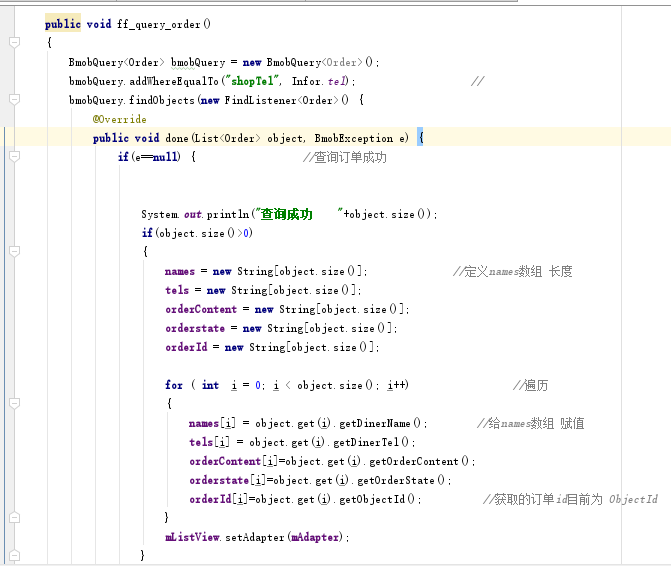 public void ff_query_order()
{
BmobQuery<Order> bmobQuery = new BmobQuery<Order>();
bmobQuery.addWhereEqualTo("shopTel", Infor.tel); //
bmobQuery.findObjects(new FindListener<Order>() {
@Override
public void done(List<Order> object, BmobException e) {
if(e==null) { //查询订单成功
System.out.println("查询成功 "+object.size());
if(object.size()>0)
{
names = new String[object.size()]; //定义names数组 长度
tels = new String[object.size()];
orderContent = new String[object.size()];
orderstate = new String[object.size()];
orderId = new String[object.size()];
for ( int i = 0; i < object.size(); i++) //遍历
{
names[i] = object.get(i).getDinerName(); //给names数组 赋值
tels[i] = object.get(i).getDinerTel();
orderContent[i]=object.get(i).getOrderContent();
orderstate[i]=object.get(i).getOrderState();
orderId[i]=object.get(i).getObjectId(); //获取的订单id目前为 ObjectId
}
mListView.setAdapter(mAdapter);
}